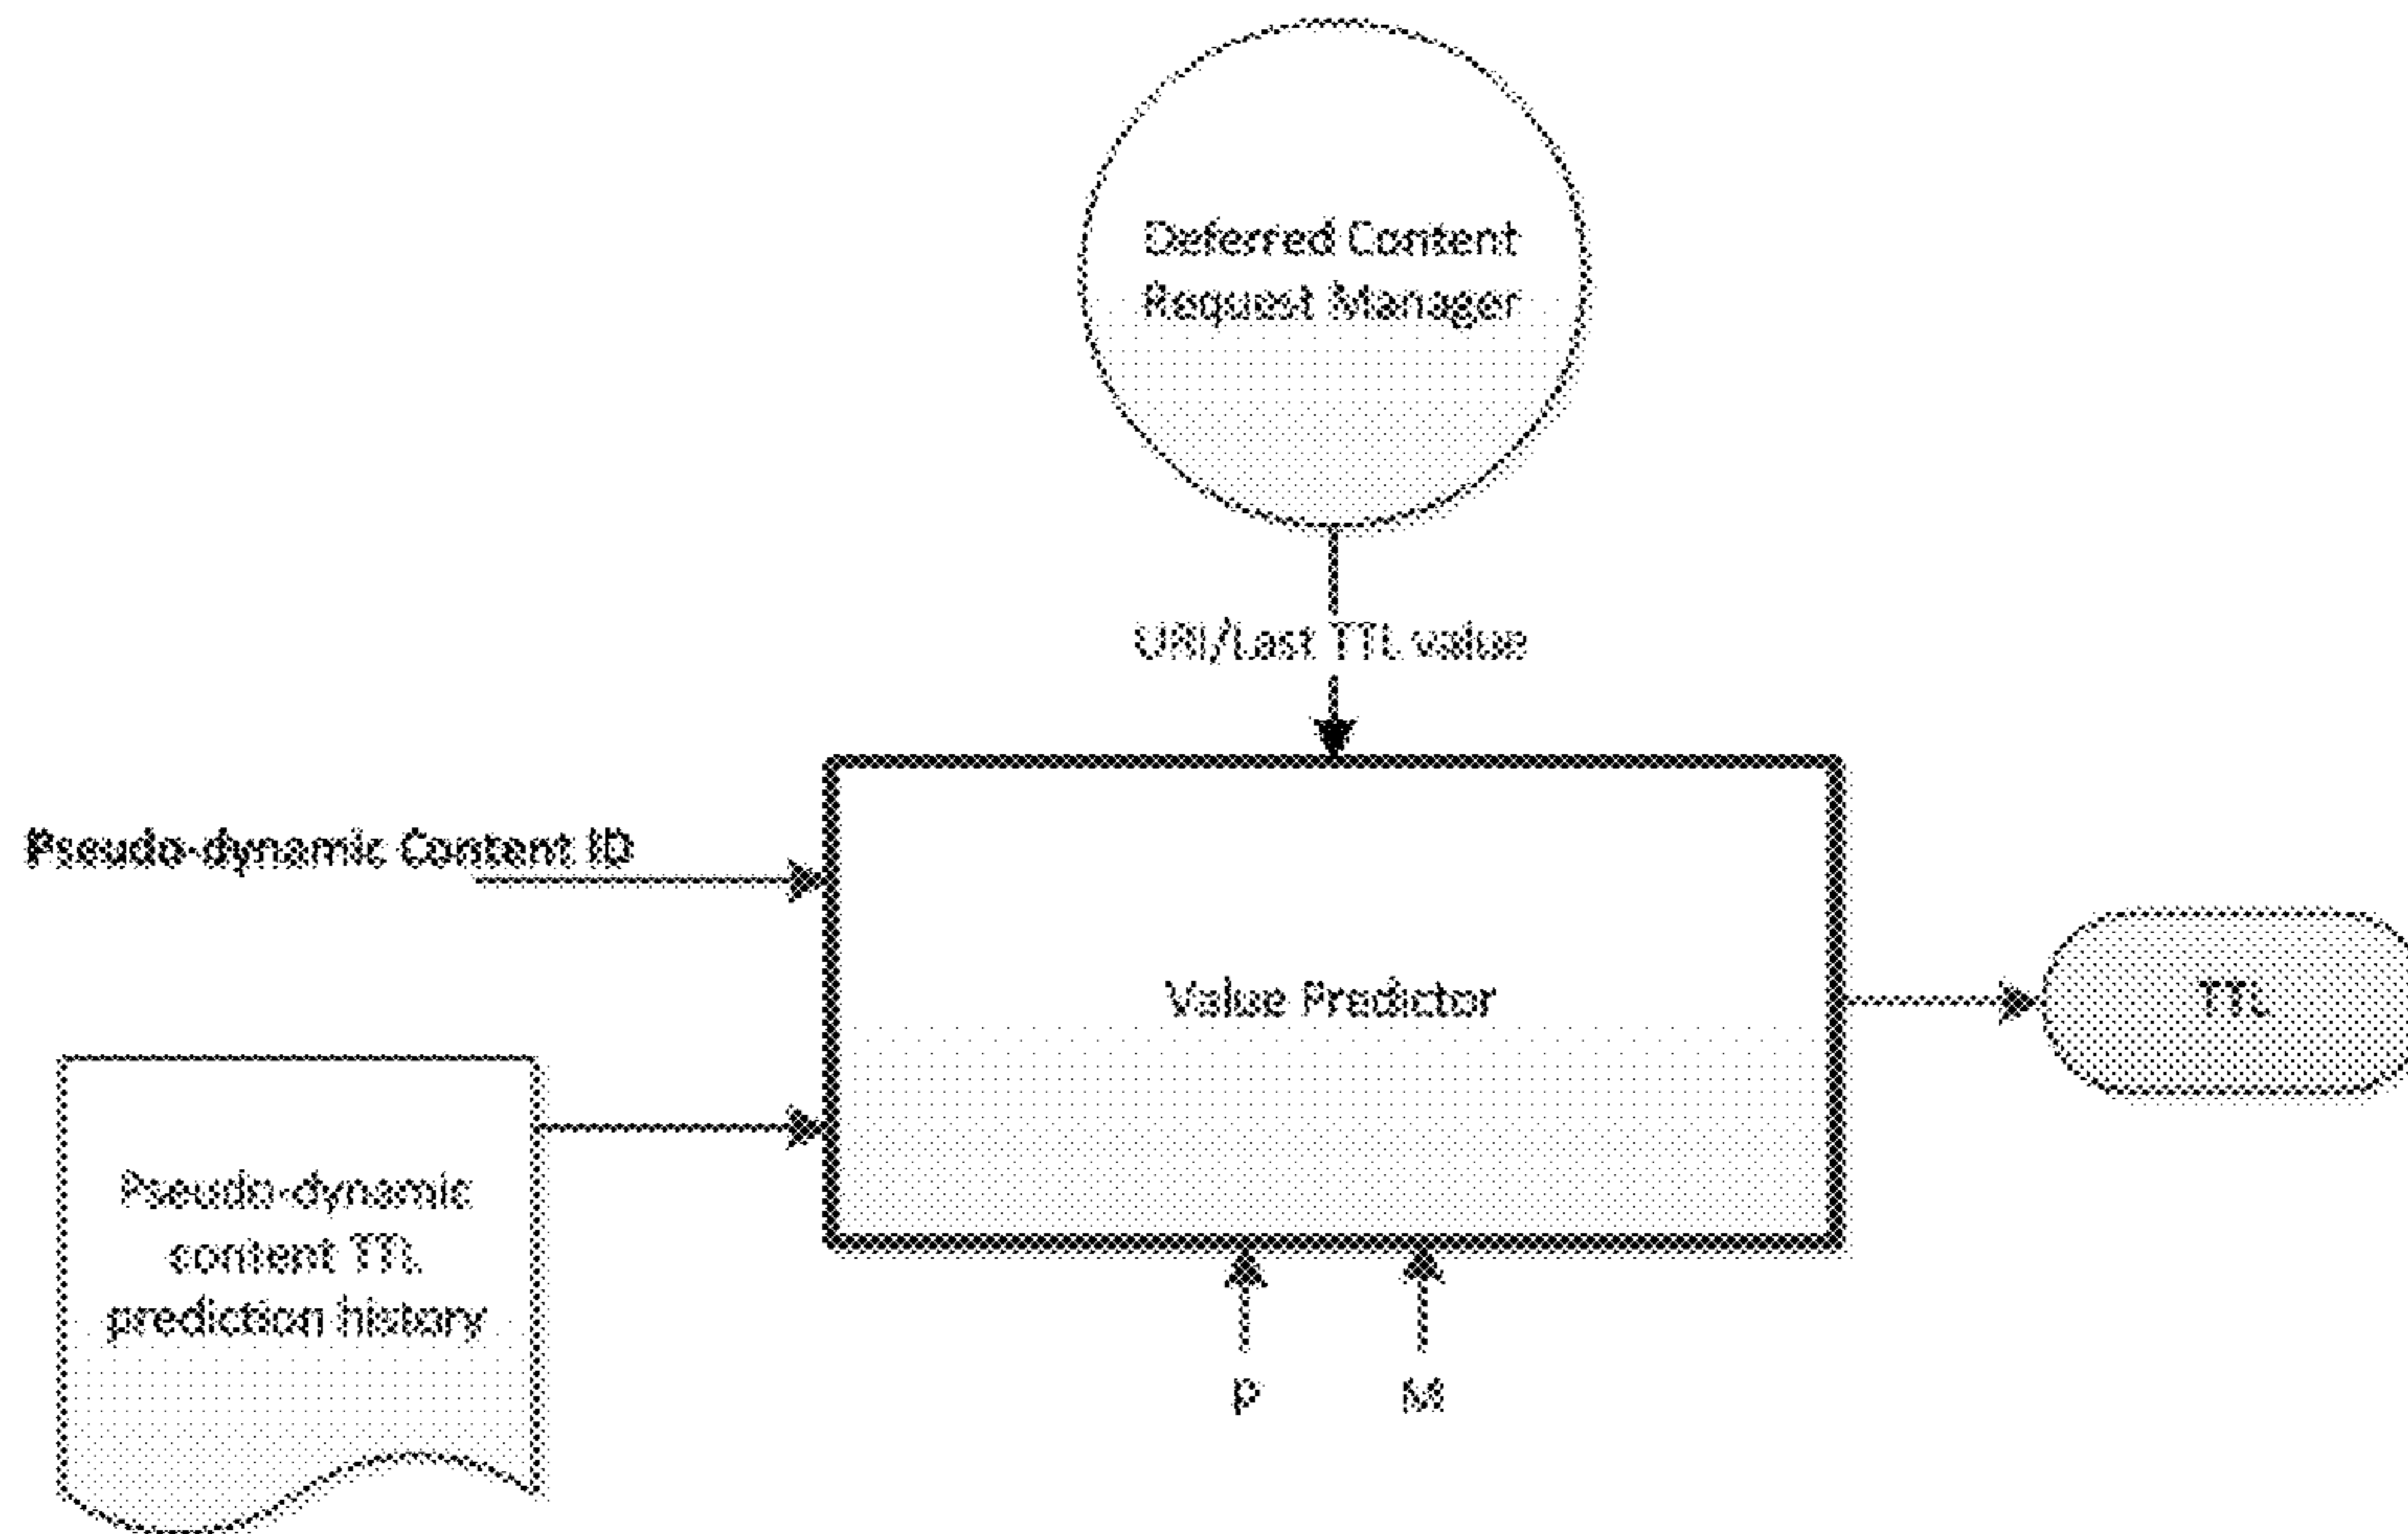 Deferred Content
Request Manager
URI/Last TTL value
Pseudo-dynamic Content ID
Value Predictor
TTL
Pseudo-dynamic
content TTL
prediction history
P
M